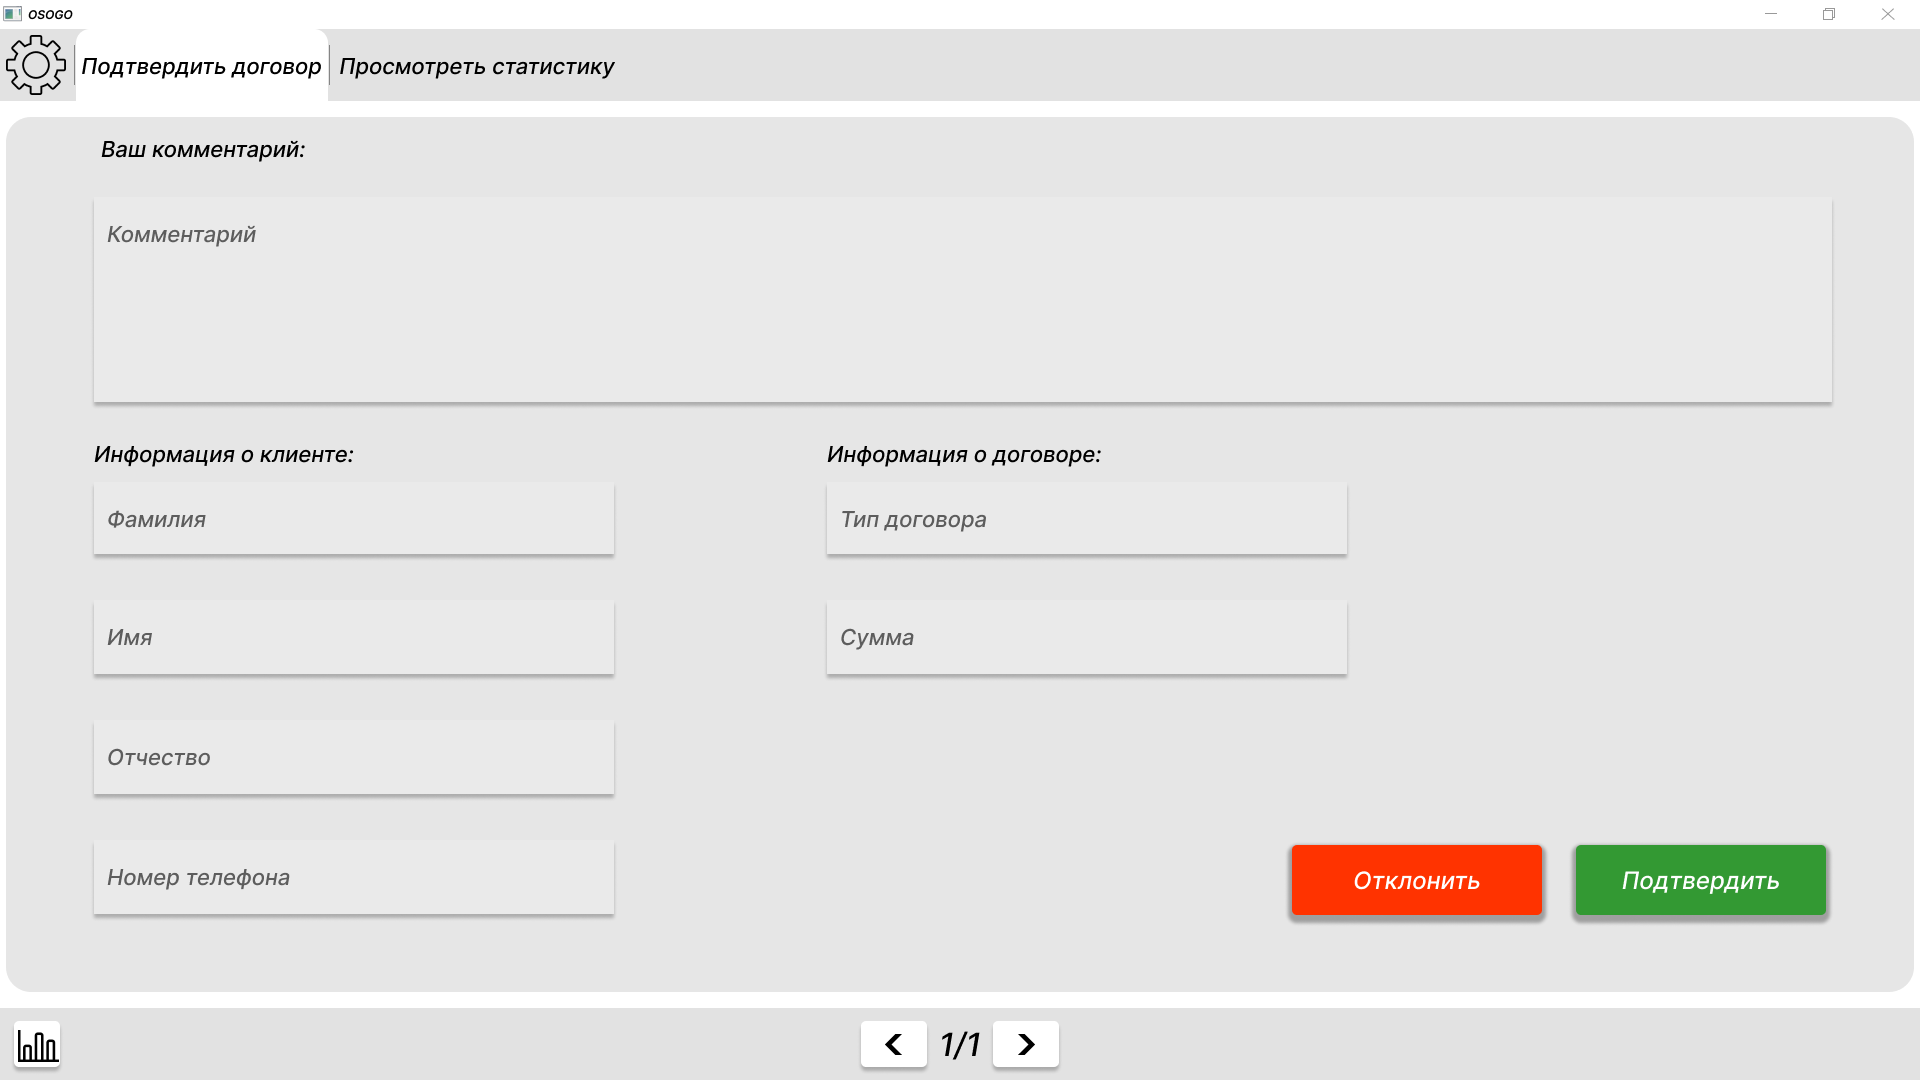 OSOGO
Подтвердить договор
Просмотреть статистику
Ваш комментарий:
Комментарий
Информация о клиенте:
Информация о договоре:
Фамилия
Тип договора
Имя
Сумма
Отчество
Номер телефона
Отклонить
Подтвердить
1/1